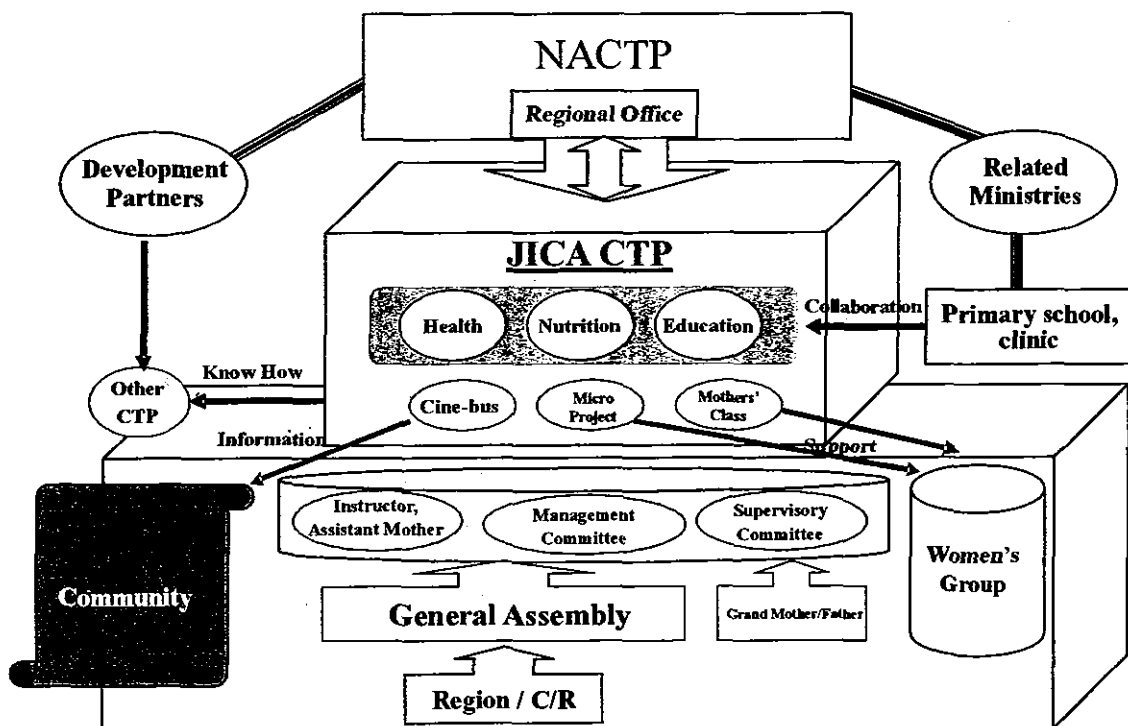 NACTP
Regional Office
Development
Partners
Related
Ministries
JICA CTP
Health
Nutrition
Education
Collaboration
Primary school,
clinic
Other
CTP
Know How
Cine-bus
Micro
Project
Mothers'
Class
Information
Support
Instructor,
Assistant Mother
Management
Committee
Supervisory
Committee
Women's
Group
Community
General Assembly
Grand Mother/Father
Region / C/R